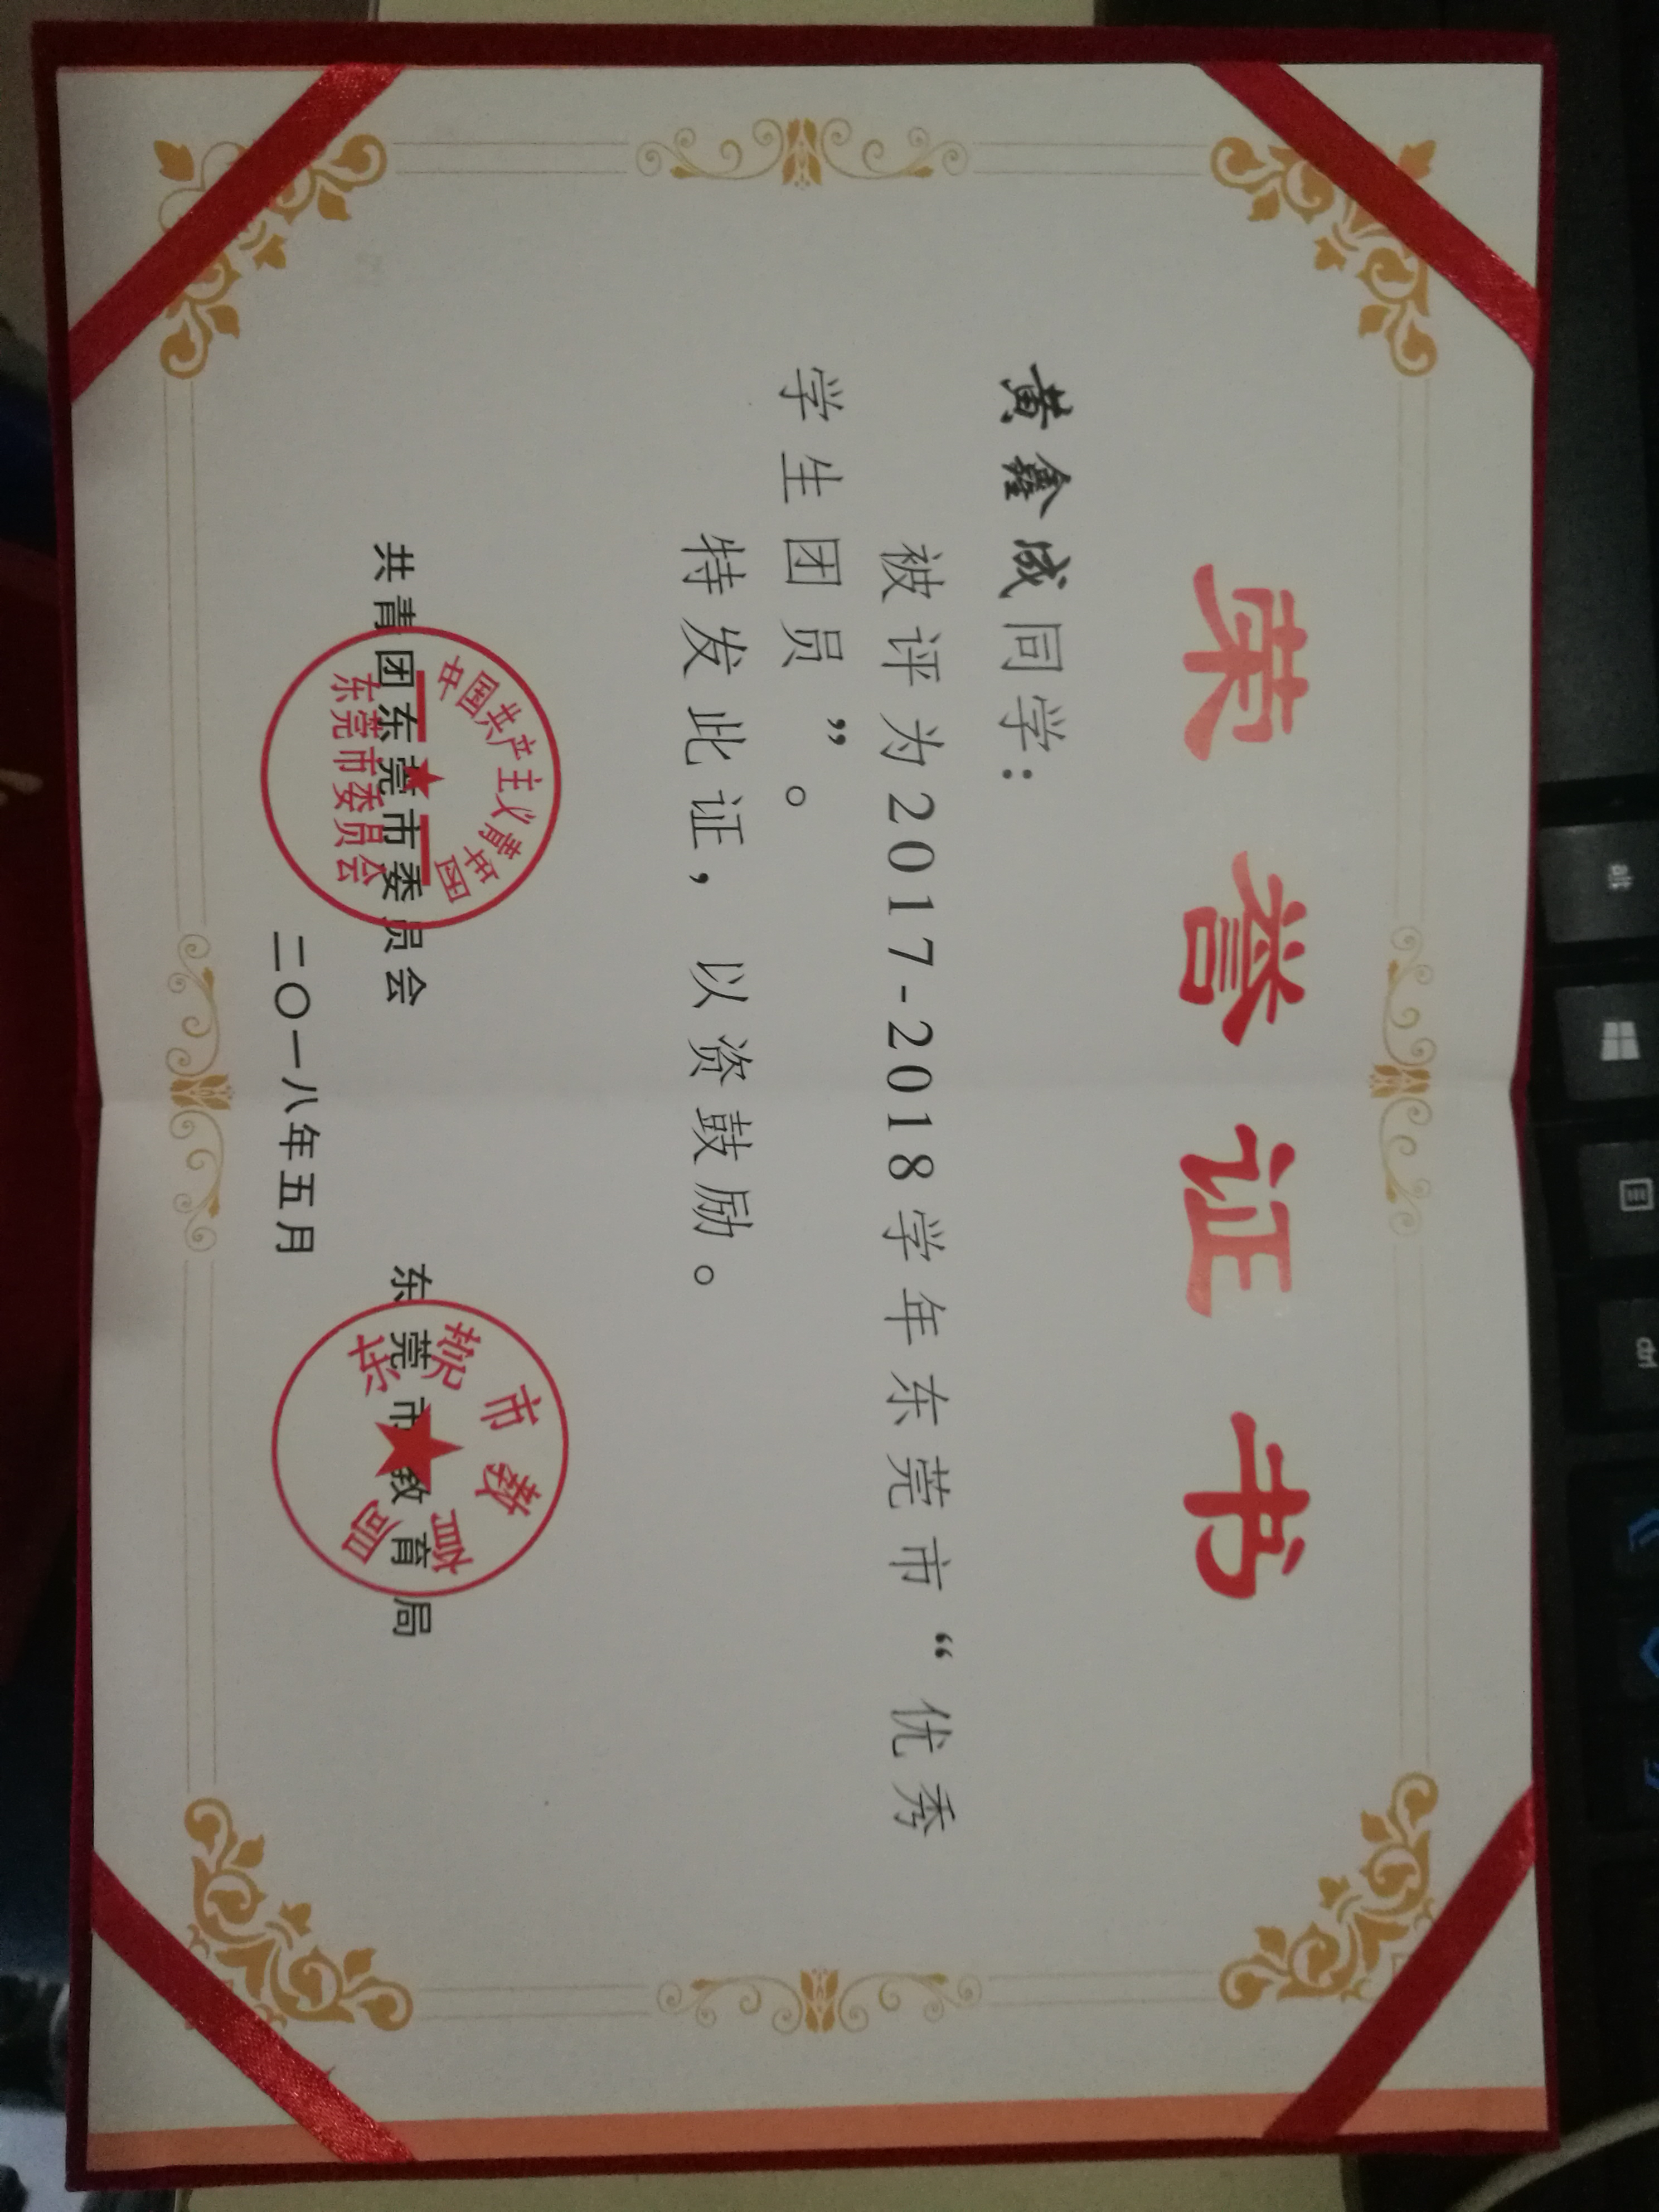 alt
ctrl
荣誉证书
黄鑫成同学：
被评为2017-2018学年东莞市“优秀
学生团员”。
特发此证，以资鼓励。
中国共产主义青年团
东莞市委员会
共青团东莞市委员会
东莞市教育局
东莞市教育局
二〇一八年五月